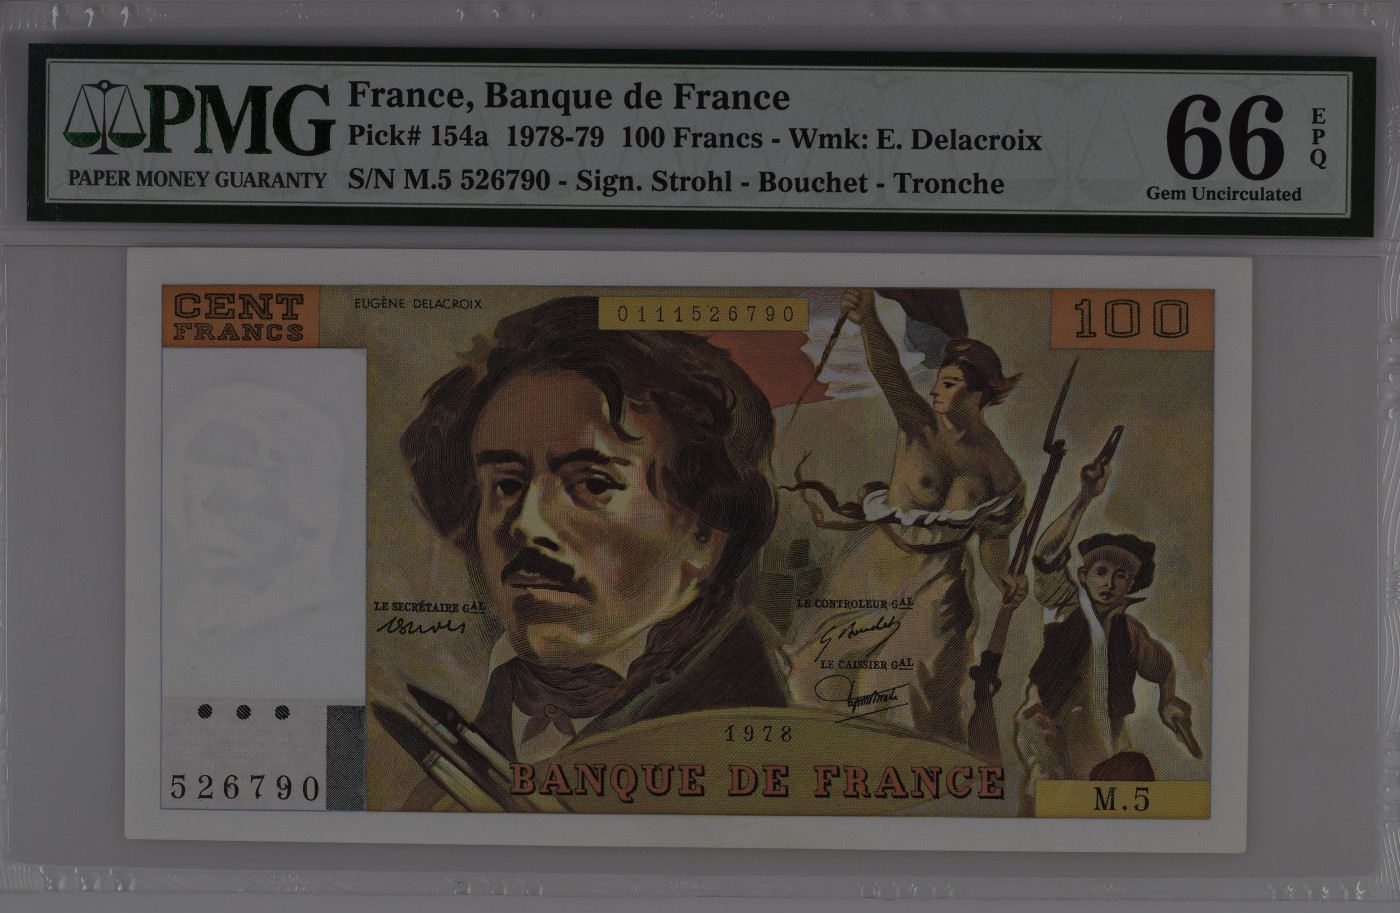 PMG
PAPER MONEY GUARANTY
France, Banque de France
Pick# 154a 1978-79 100 Francs - Wmk: E. Delacroix
S/N M.5 526790 - Sign. Strohl - Bouchet - Tronche
66
EPQ
Gem Uncirculated
CENT
FRANCS
EUGÈNE DELACROIX
0111526790
100
LE SECRÉTAIRE GAL
LE CONTROLEUR GAL
LE CAISSIER GAL
1978
526790
BANQUE DE FRANCE
M.5